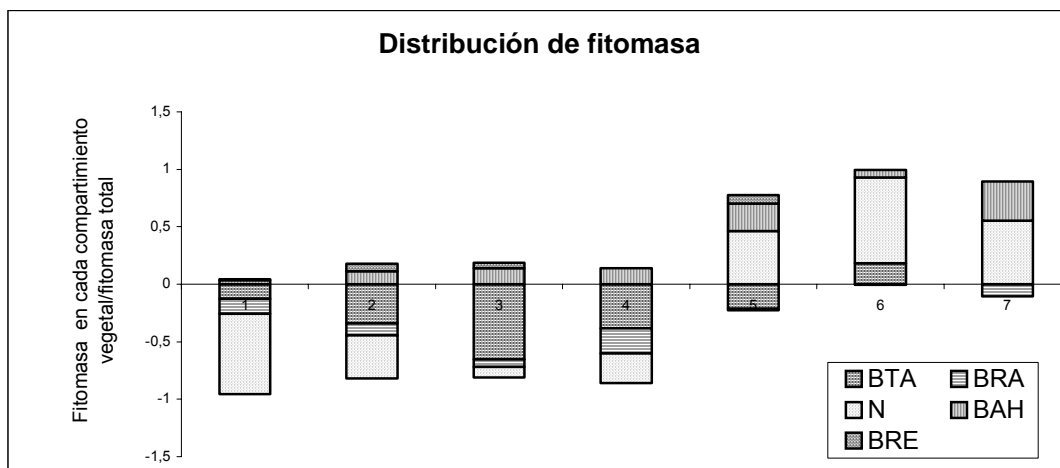 Distribución de fitomasa
Fitomasa en cada compartimiento
vegetal/fitomasa total
1,5
1
0,5
0
-0,5
-1
-1,5
1 2 3 4 5 6 7
BTA BRA
N BAH
BRE